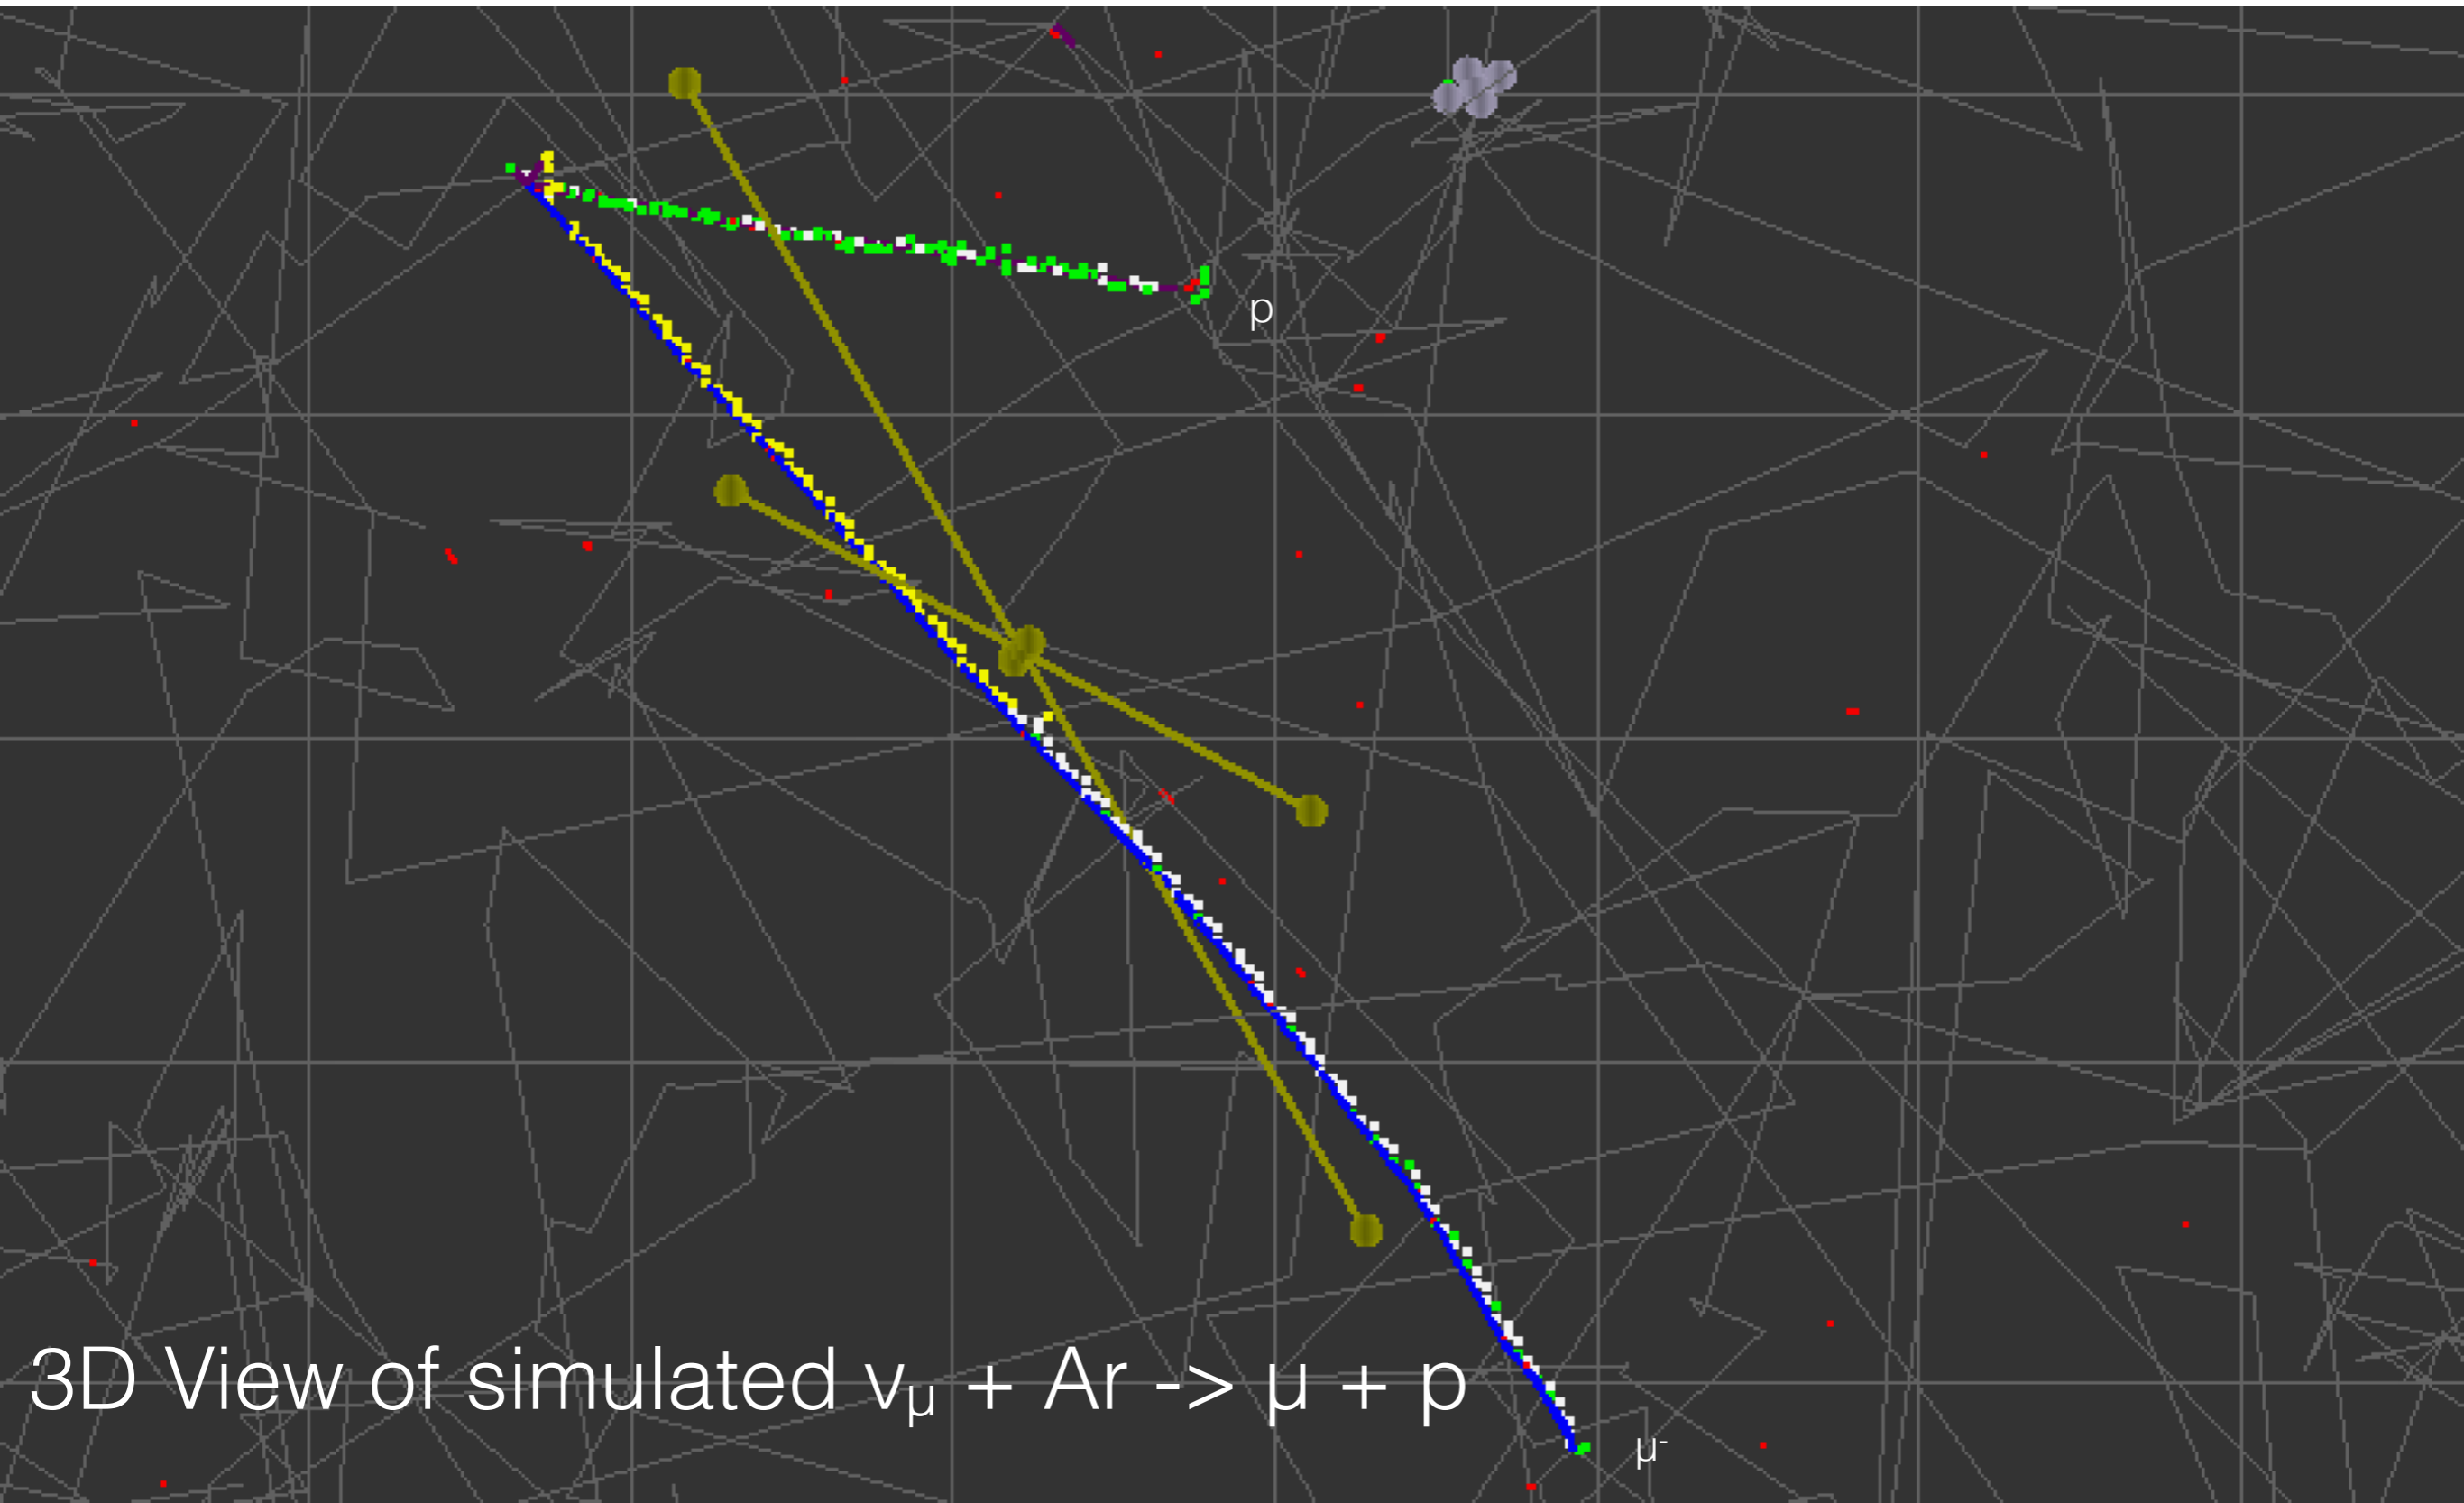 p
3D View of simulated νμ + Ar -> μ + p
μ-